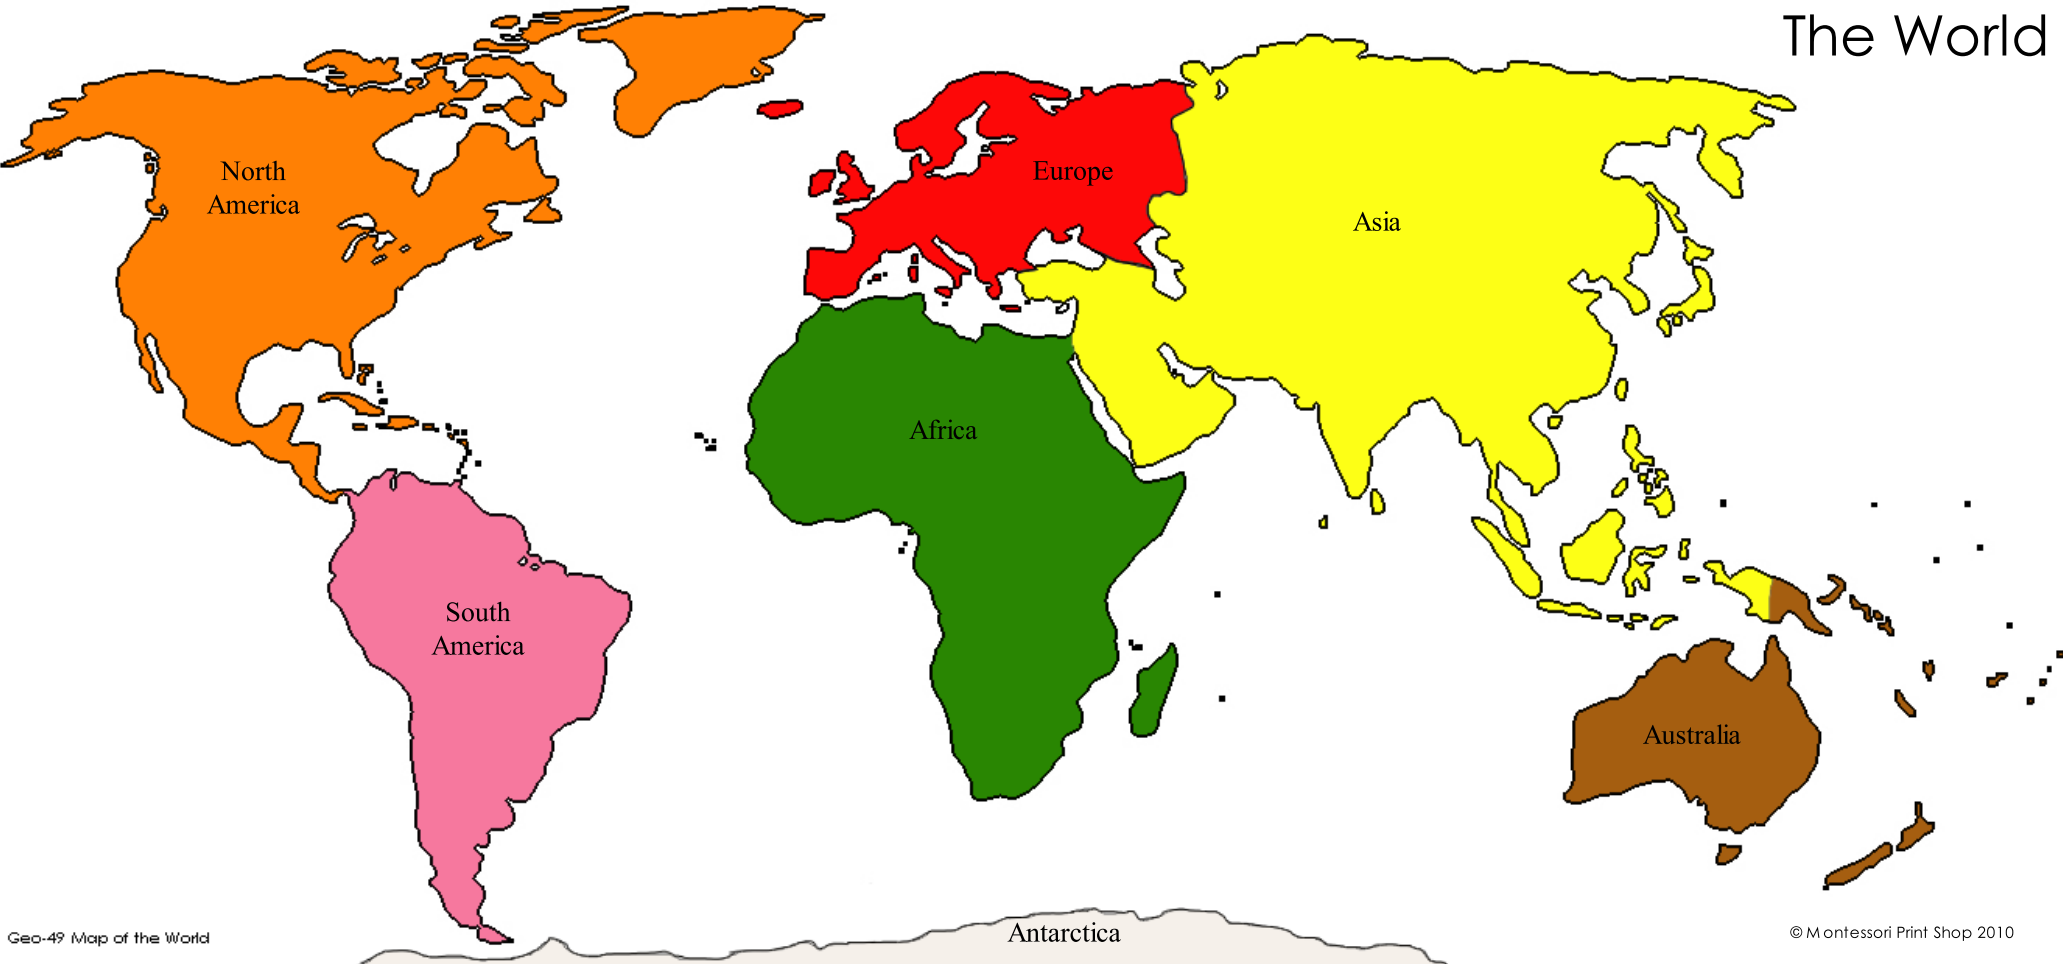 The World
North
America
Europe
Asia
Africa
South
America
Australia
Antarctica
Geo-49 Map of the World
© Montessori Print Shop 2010